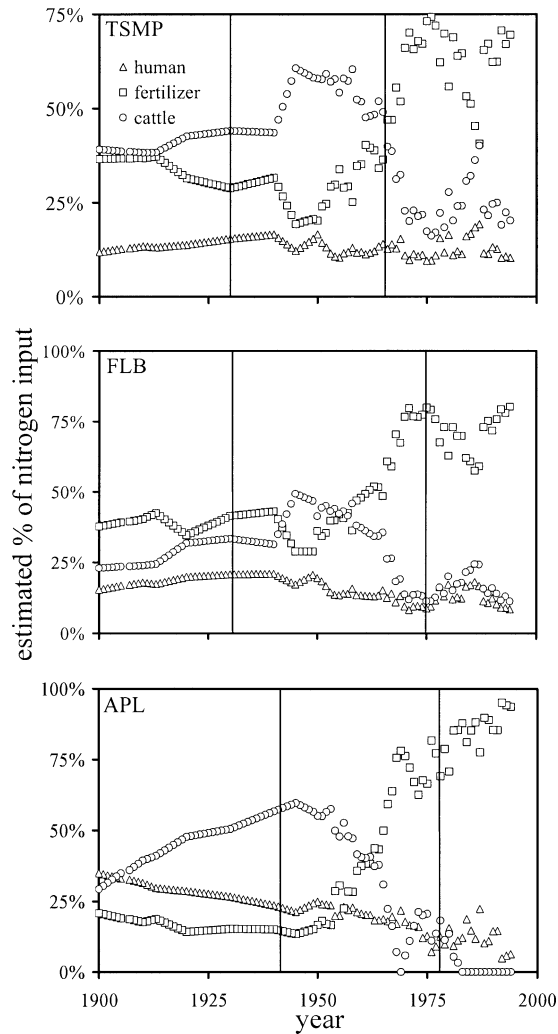 75%
TSMP
human
fertilizer
cattle
50%
25%
0%
100%
FLB
75%
50%
25%
0%
100%
APL
75%
50%
25%
0%
1900 1925 1950 1975 2000
year
estimated % of nitrogen input